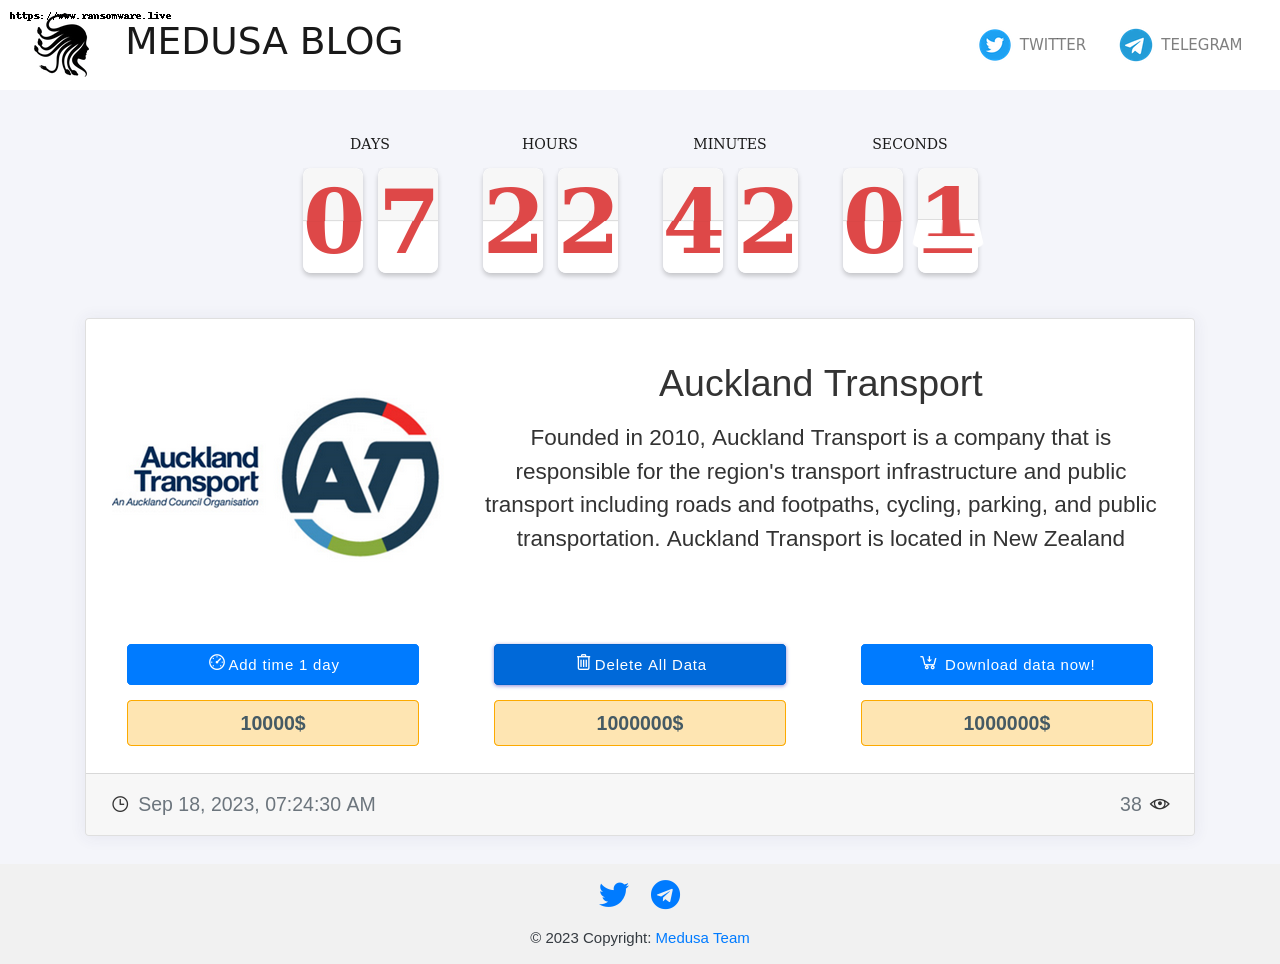 https://www.ransomware.live
MEDUSA BLOG
TWITTER
TELEGRAM
DAYS
HOURS
MINUTES
SECONDS
07
22
42
01
Auckland
Transport
An Auckland Council Organisation
AT
Auckland Transport
Founded in 2010, Auckland Transport is a company that is
responsible for the region's transport infrastructure and public
transport including roads and footpaths, cycling, parking, and public
transportation. Auckland Transport is located in New Zealand
Add time 1 day
Delete All Data
Download data now!
10000$
1000000$
1000000$
Sep 18, 2023, 07:24:30 AM
38
© 2023 Copyright: Medusa Team